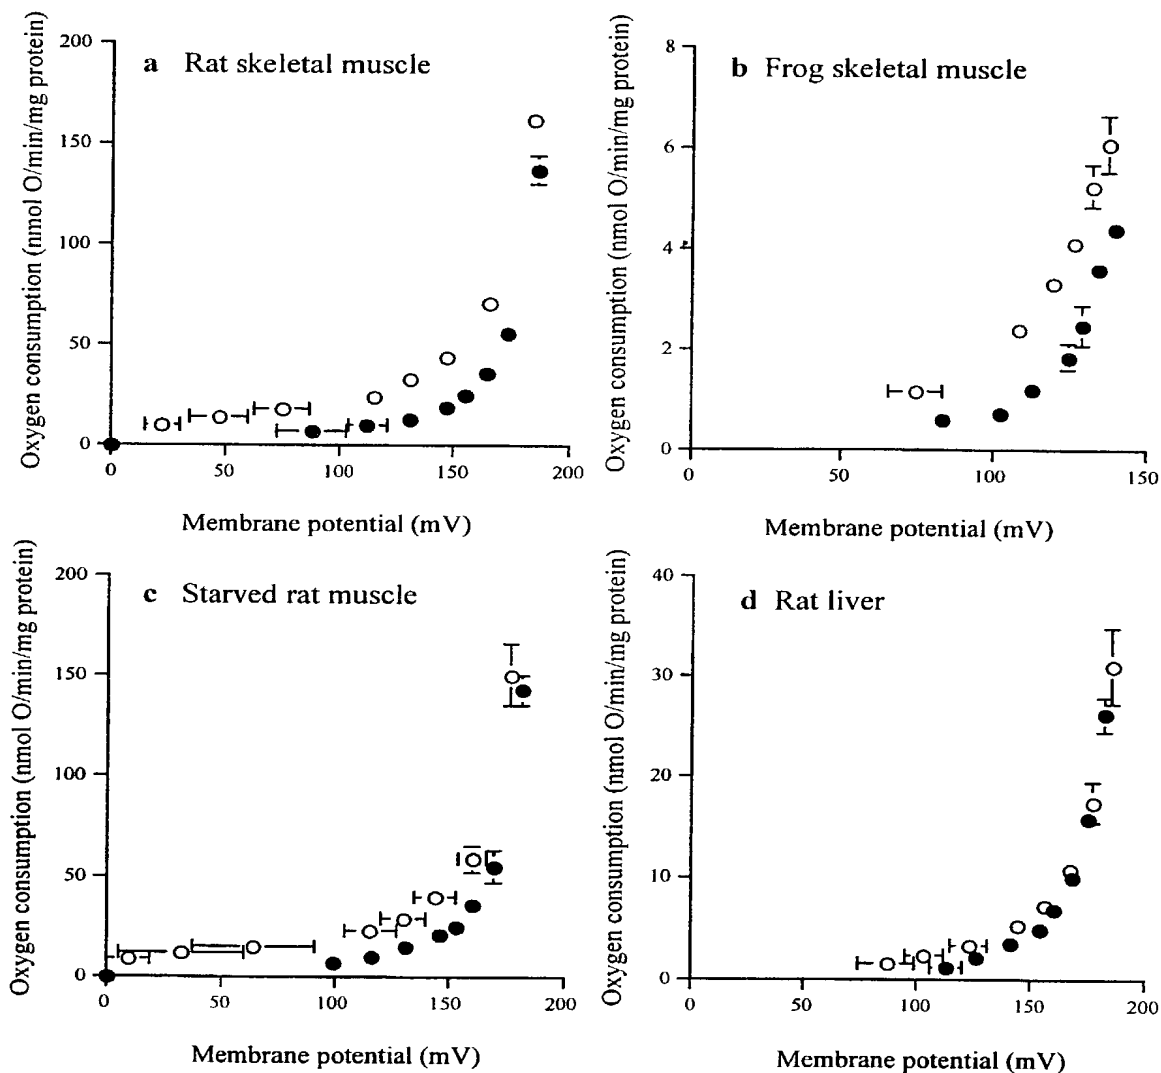 a Rat skeletal muscle
Oxygen consumption (nmol O/min/mg protein)
200
150
100
50
0
0 50 100 150 200
Membrane potential (mV)
b Frog skeletal muscle
Oxygen consumption (nmol O/min/mg protein)
8
6
4
2
0
0 50 100 150
Membrane potential (mV)
c Starved rat muscle
Oxygen consumption (nmol O/min/mg protein)
200
150
100
50
0
0 50 100 150 200
Membrane potential (mV)
d Rat liver
Oxygen consumption (nmol O/min/mg protein)
40
30
20
10
0
0 50 100 150 200
Membrane potential (mV)